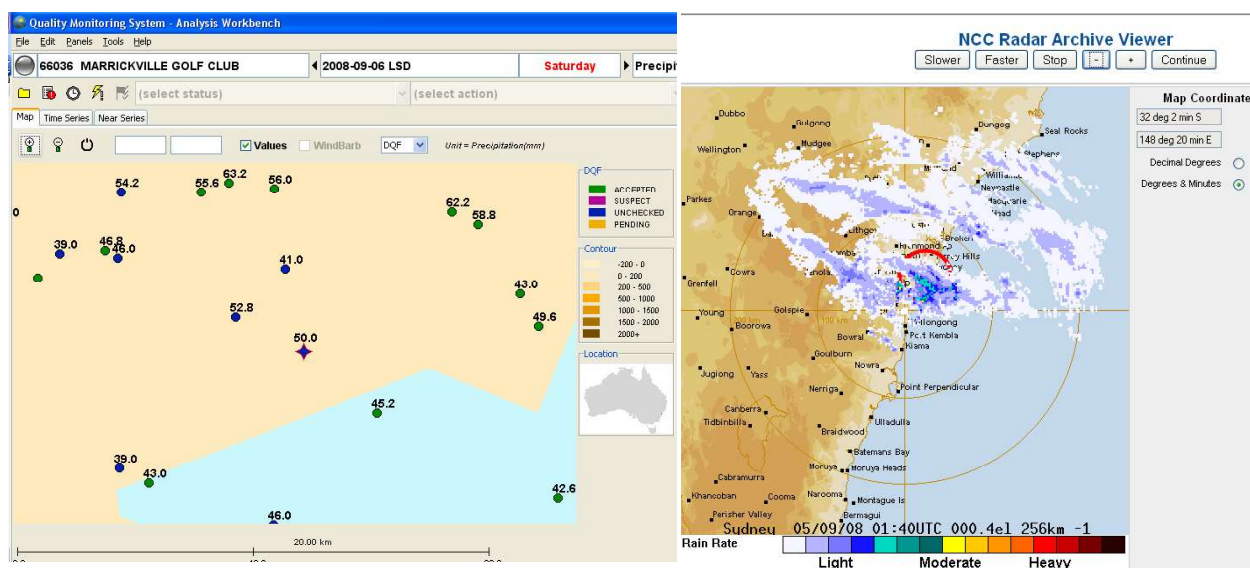 Quality Monitoring System - Analysis Workbench
File Edit Panels Tools Help
66036 MARRICKVILLE GOLF CLUB
2008-09-06 LSD
Saturday
Precipit
(select status)
(select action)
Map Time Series Near Series
Values
WindBarb
DQF
Unit = Precipitation(mm)
54.2
55.6
63.2
56.0
62.2
58.8
0
39.0
46.8
46.0
41.0
43.0
49.6
52.8
50.0
45.2
39.0
43.0
42.6
46.0
20.00 km
DQF
ACCEPTED
SUSPECT
UNCHECKED
PENDING
Contour
-200 - 0
0 - 200
200 - 500
500 - 1000
1000 - 1500
1500 - 2000
2000+
Location
NCC Radar Archive Viewer
Slower Faster Stop - + Continue
Map Coordinate
32 deg 2 min S
148 deg 20 min E
Decimal Degrees
Degrees & Minutes
Dubbo
Gulgong
Dungog
Seal Rocks
Wellington
Mudgee
Stephens
Newcastle
Parkes
Orange
Cowra
Grenfell
Golspie
Young
Boorowa
Pt Kembla
Bowral
Kiama
Goulburn
Nowra
Jugiong
Yass
Nerriga
Point Perpendicular
Canberra
Tidbinbilla
Ulladulla
Braidwood
Batemans Bay
Moruya
Moruya Heads
Cabramurra
Khancoban
Cooma
Narooma
Montague Is
Perisher Valley
Bermagui
Sydney 05/09/08 01:40UTC 000.4el 256km -1
Rain Rate
Light Moderate Heavy